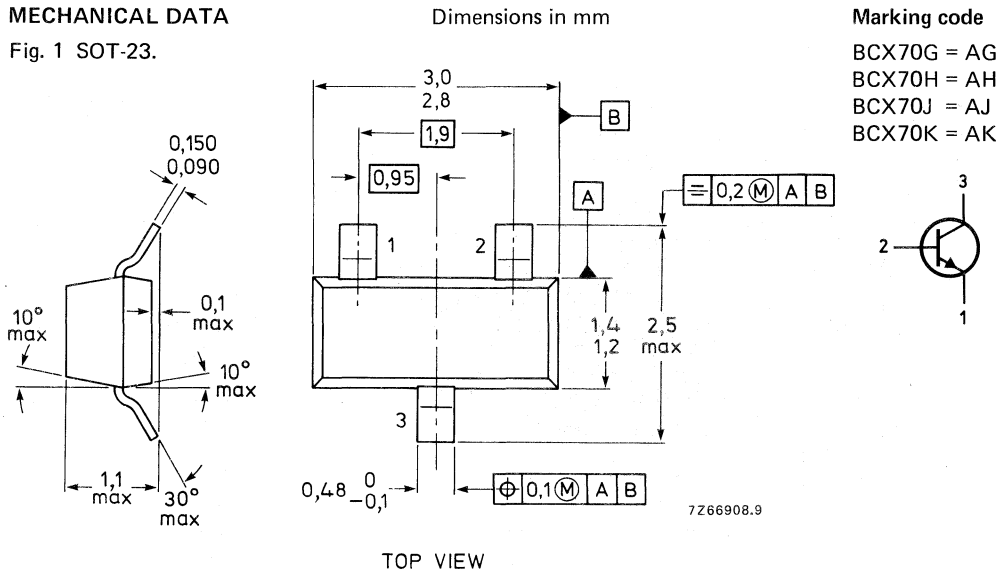 MECHANICAL DATA
Fig. 1 SOT-23.
Dimensions in mm
Marking code
BCX70G = AG
BCX70H = AH
BCX70J = AJ
BCX70K = AK
3,0
2,8
B
1,9
0,95
A
0,2 Ⓜ A B
0,150
0,090
1
2
3
2
1
0,1
max
10°
max
10°
max
1,4
1,2
2,5
max
3
1,1
max
30°
max
0,48 0
−0,1
⌖ 0,1 Ⓜ A B
7Z66908.9
TOP VIEW